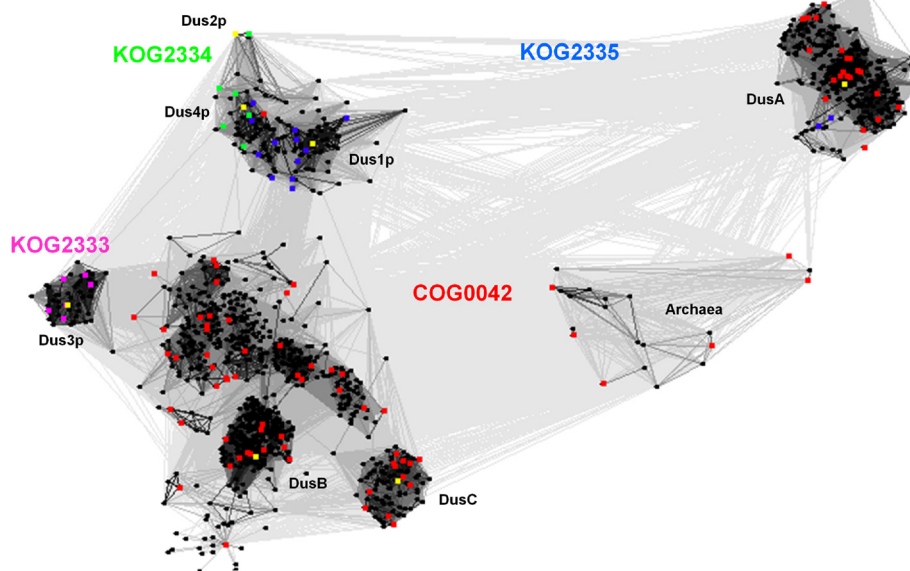 Dus2p
KOG2334
KOG2335
DusA
Dus4p
Dus1p
KOG2333
COG0042
Archaea
Dus3p
DusB
DusC